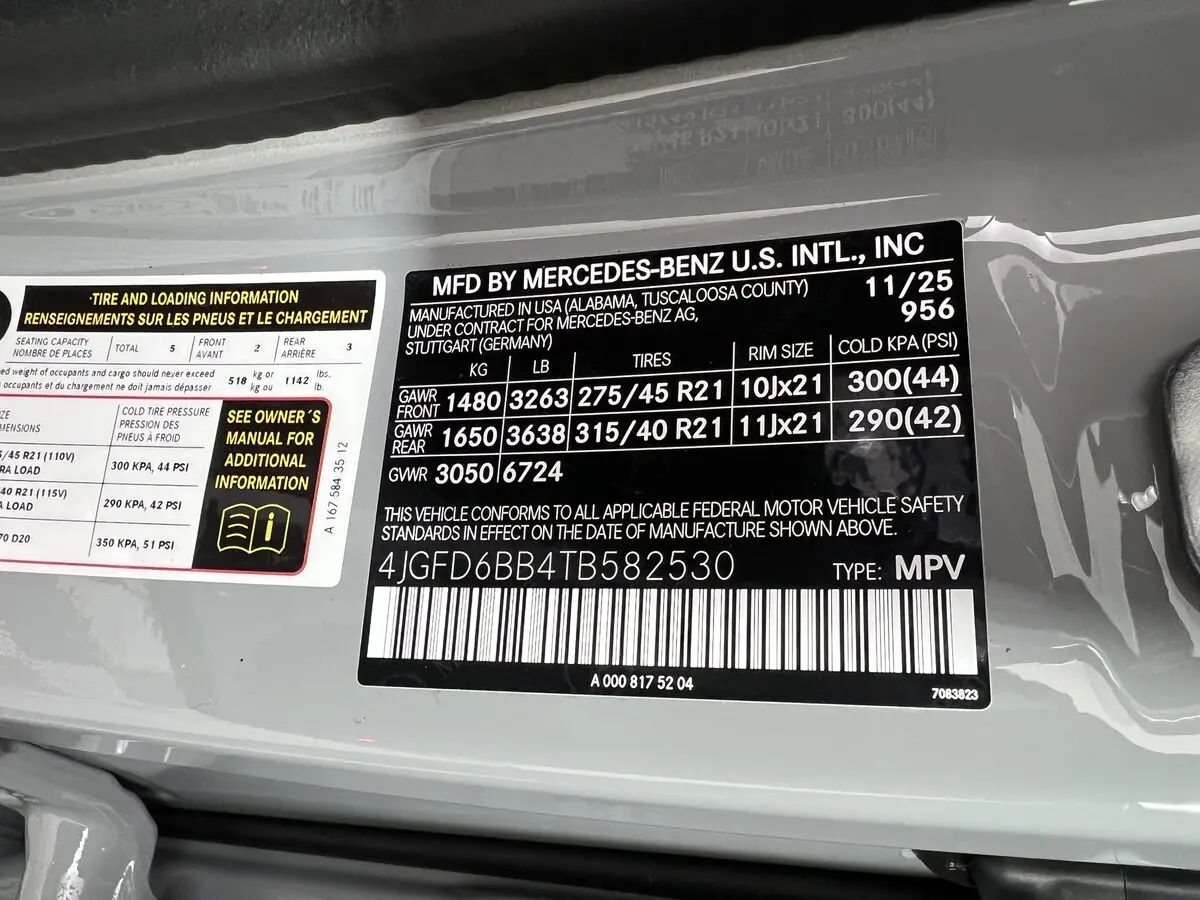 TIRE AND LOADING INFORMATION
RENSEIGNEMENTS SUR LES PNEUS ET LE CHARGEMENT
SEATING CAPACITY
NOMBRE DE PLACES
TOTAL 5
FRONT
AVANT
2
REAR
ARRIÈRE
3
weight of occupants and cargo should never exceed
occupants et du chargement ne doit jamais dépasser
518 kg or
kg ou
1142 lbs.
lb.
COLD TIRE PRESSURE
PRESSION DES
PNEUS À FROID
/45 R21 (110V)
LOAD
300 KPA, 44 PSI
40 R21 (115V)
LOAD
290 KPA, 42 PSI
70 D20
350 KPA, 51 PSI
SEE OWNER´S
MANUAL FOR
ADDITIONAL
INFORMATION
A 167 584 35 12
MFD BY MERCEDES-BENZ U.S. INTL., INC
MANUFACTURED IN USA (ALABAMA, TUSCALOOSA COUNTY)
UNDER CONTRACT FOR MERCEDES-BENZ AG,
STUTTGART (GERMANY)
11/25
956
KG LB TIRES RIM SIZE COLD KPA (PSI)
GAWR
FRONT
1480 3263 275/45 R21 10Jx21 300(44)
GAWR
REAR
1650 3638 315/40 R21 11Jx21 290(42)
GVWR 3050 6724
THIS VEHICLE CONFORMS TO ALL APPLICABLE FEDERAL MOTOR VEHICLE SAFETY
STANDARDS IN EFFECT ON THE DATE OF MANUFACTURE SHOWN ABOVE.
4JGFD6BB4TB582530 TYPE: MPV
A 000 817 52 04
7083823